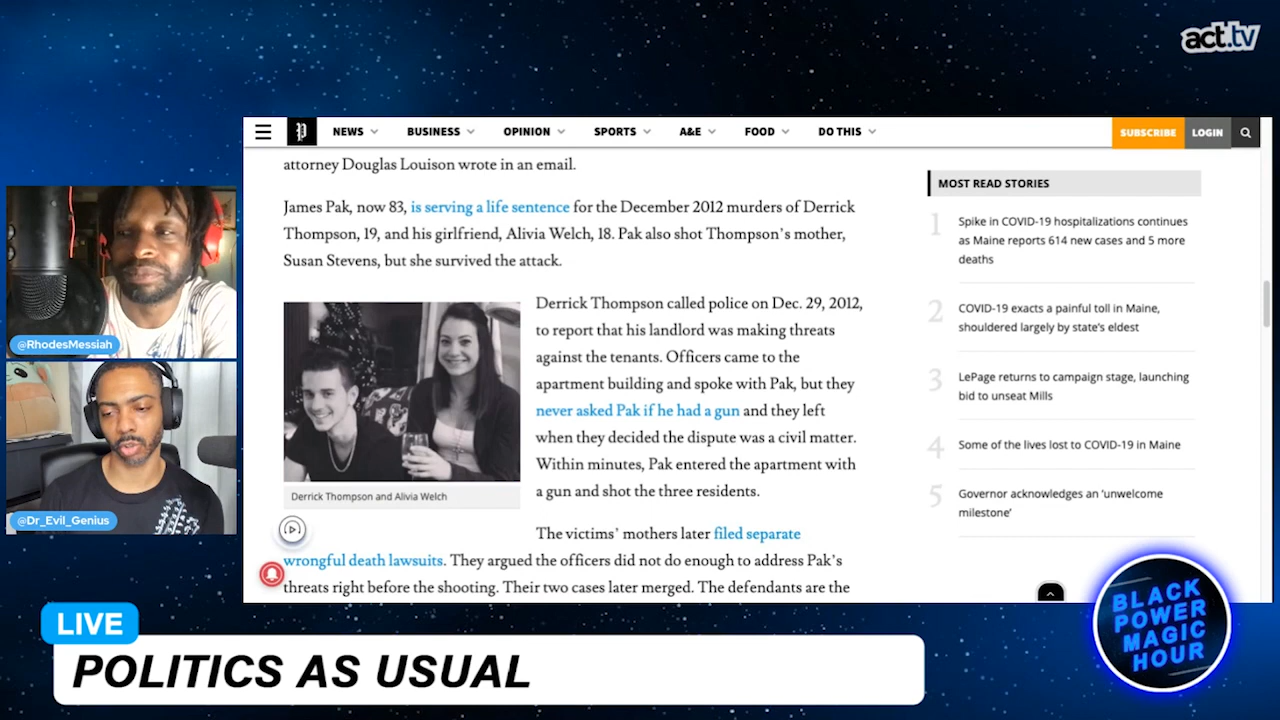 act.tv
P
NEWS
BUSINESS
OPINION
SPORTS
A&E
FOOD
DO THIS
SUBSCRIBE
LOGIN
attorney Douglas Louison wrote in an email.
James Pak, now 83, is serving a life sentence for the December 2012 murders of Derrick
Thompson, 19, and his girlfriend, Alivia Welch, 18. Pak also shot Thompson's mother,
Susan Stevens, but she survived the attack.
Derrick Thompson called police on Dec. 29, 2012,
to report that his landlord was making threats
against the tenants. Officers came to the
apartment building and spoke with Pak, but they
never asked Pak if he had a gun and they left
when they decided the dispute was a civil matter.
Within minutes, Pak entered the apartment with
a gun and shot the three residents.
Derrick Thompson and Alivia Welch
The victims' mothers later filed separate
wrongful death lawsuits. They argued the officers did not do enough to address Pak's
threats right before the shooting. Their two cases later merged. The defendants are the
MOST READ STORIES
1
Spike in COVID-19 hospitalizations continues
as Maine reports 614 new cases and 5 more
deaths
2
COVID-19 exacts a painful toll in Maine,
shouldered largely by state's eldest
3
LePage returns to campaign stage, launching
bid to unseat Mills
4
Some of the lives lost to COVID-19 in Maine
5
Governor acknowledges an 'unwelcome
milestone'
@RhodesMessiah
@Dr_Evil_Genius
LIVE
POLITICS AS USUAL
BLACK
POWER
MAGIC
HOUR